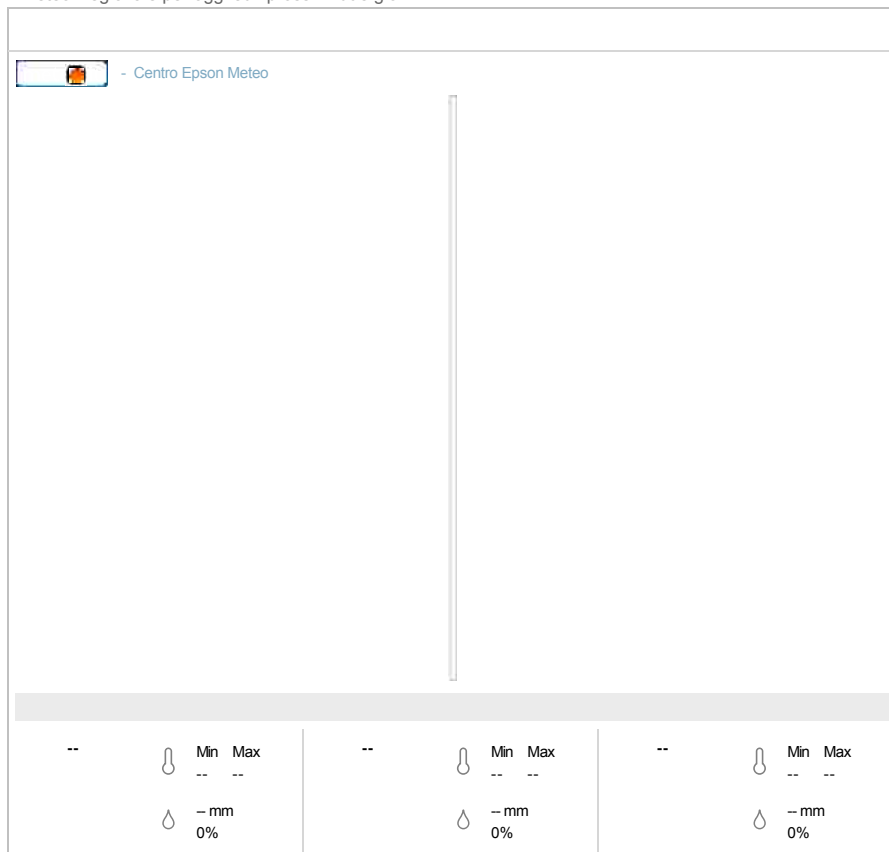 - Centro Epson Meteo
-- Min Max -- Min Max -- Min Max
-- -- -- -- -- --
-- mm -- mm -- mm
0% 0% 0%